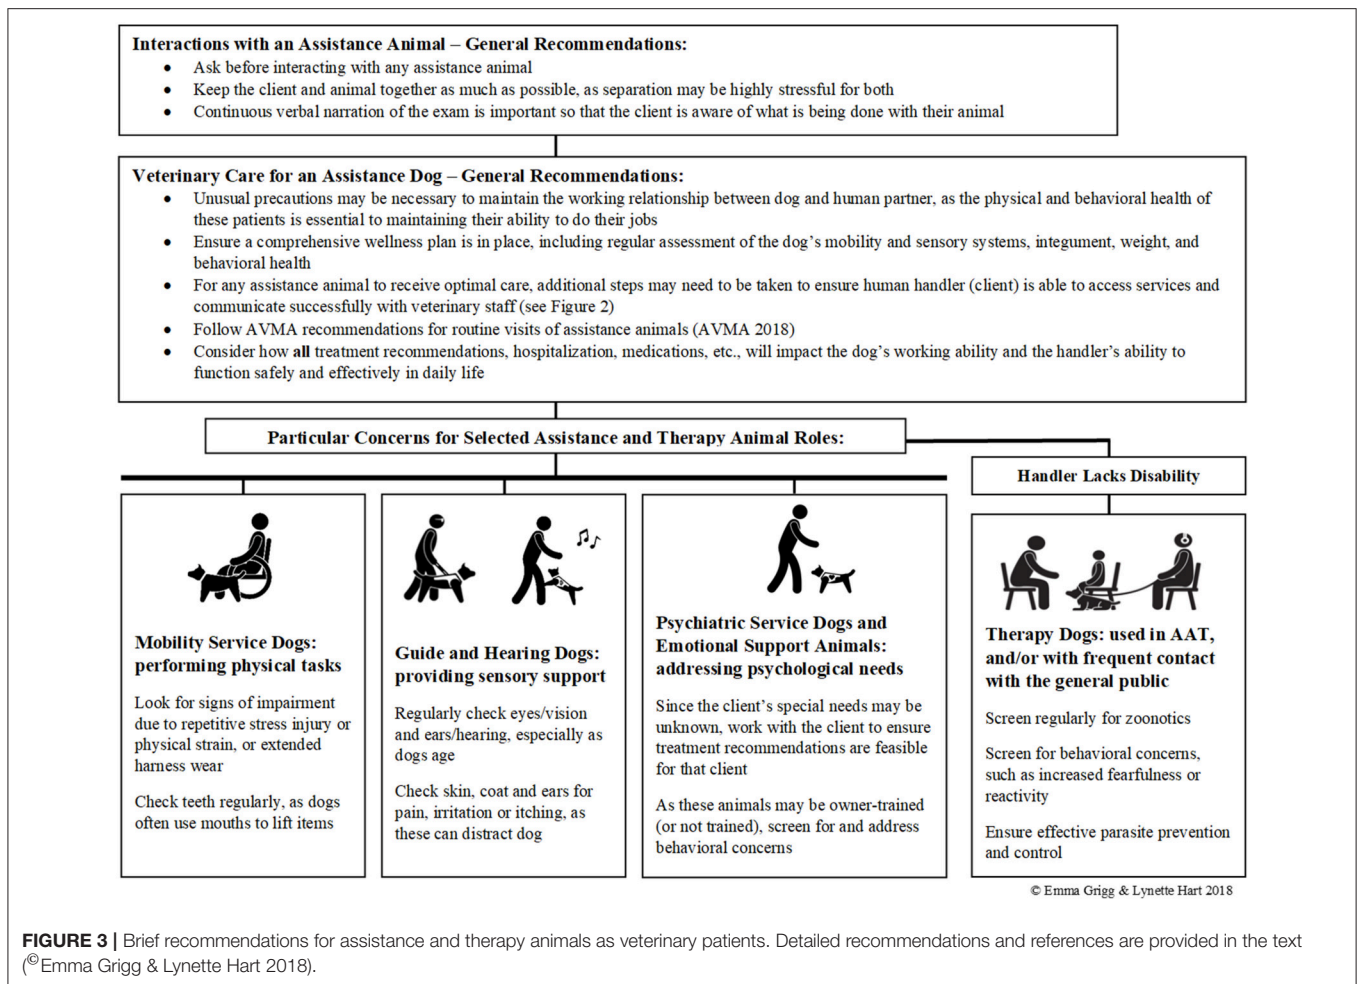 Interactions with an Assistance Animal – General Recommendations:
• Ask before interacting with any assistance animal
• Keep the client and animal together as much as possible, as separation may be highly stressful for both
• Continuous verbal narration of the exam is important so that the client is aware of what is being done with their animal
Veterinary Care for an Assistance Dog – General Recommendations:
• Unusual precautions may be necessary to maintain the working relationship between dog and human partner, as the physical and behavioral health of
these patients is essential to maintaining their ability to do their jobs
• Ensure a comprehensive wellness plan is in place, including regular assessment of the dog's mobility and sensory systems, integument, weight, and
behavioral health
• For any assistance animal to receive optimal care, additional steps may need to be taken to ensure human handler (client) is able to access services and
communicate successfully with veterinary staff (see Figure 2)
• Follow AVMA recommendations for routine visits of assistance animals (AVMA 2018)
• Consider how all treatment recommendations, hospitalization, medications, etc., will impact the dog's working ability and the handler's ability to
function safely and effectively in daily life
Particular Concerns for Selected Assistance and Therapy Animal Roles:
Handler Lacks Disability
Mobility Service Dogs:
performing physical tasks
Look for signs of impairment
due to repetitive stress injury or
physical strain, or extended
harness wear
Check teeth regularly, as dogs
often use mouths to lift items
Guide and Hearing Dogs:
providing sensory support
Regularly check eyes/vision
and ears/hearing, especially as
dogs age
Check skin, coat and ears for
pain, irritation or itching, as
these can distract dog
Psychiatric Service Dogs and
Emotional Support Animals:
addressing psychological needs
Since the client's special needs may be
unknown, work with the client to ensure
treatment recommendations are feasible
for that client
As these animals may be owner-trained
(or not trained), screen for and address
behavioral concerns
Therapy Dogs: used in AAT,
and/or with frequent contact
with the general public
Screen regularly for zoonotics
Screen for behavioral concerns,
such as increased fearfulness or
reactivity
Ensure effective parasite prevention
and control
© Emma Grigg & Lynette Hart 2018
FIGURE 3 | Brief recommendations for assistance and therapy animals as veterinary patients. Detailed recommendations and references are provided in the text
(©Emma Grigg & Lynette Hart 2018).